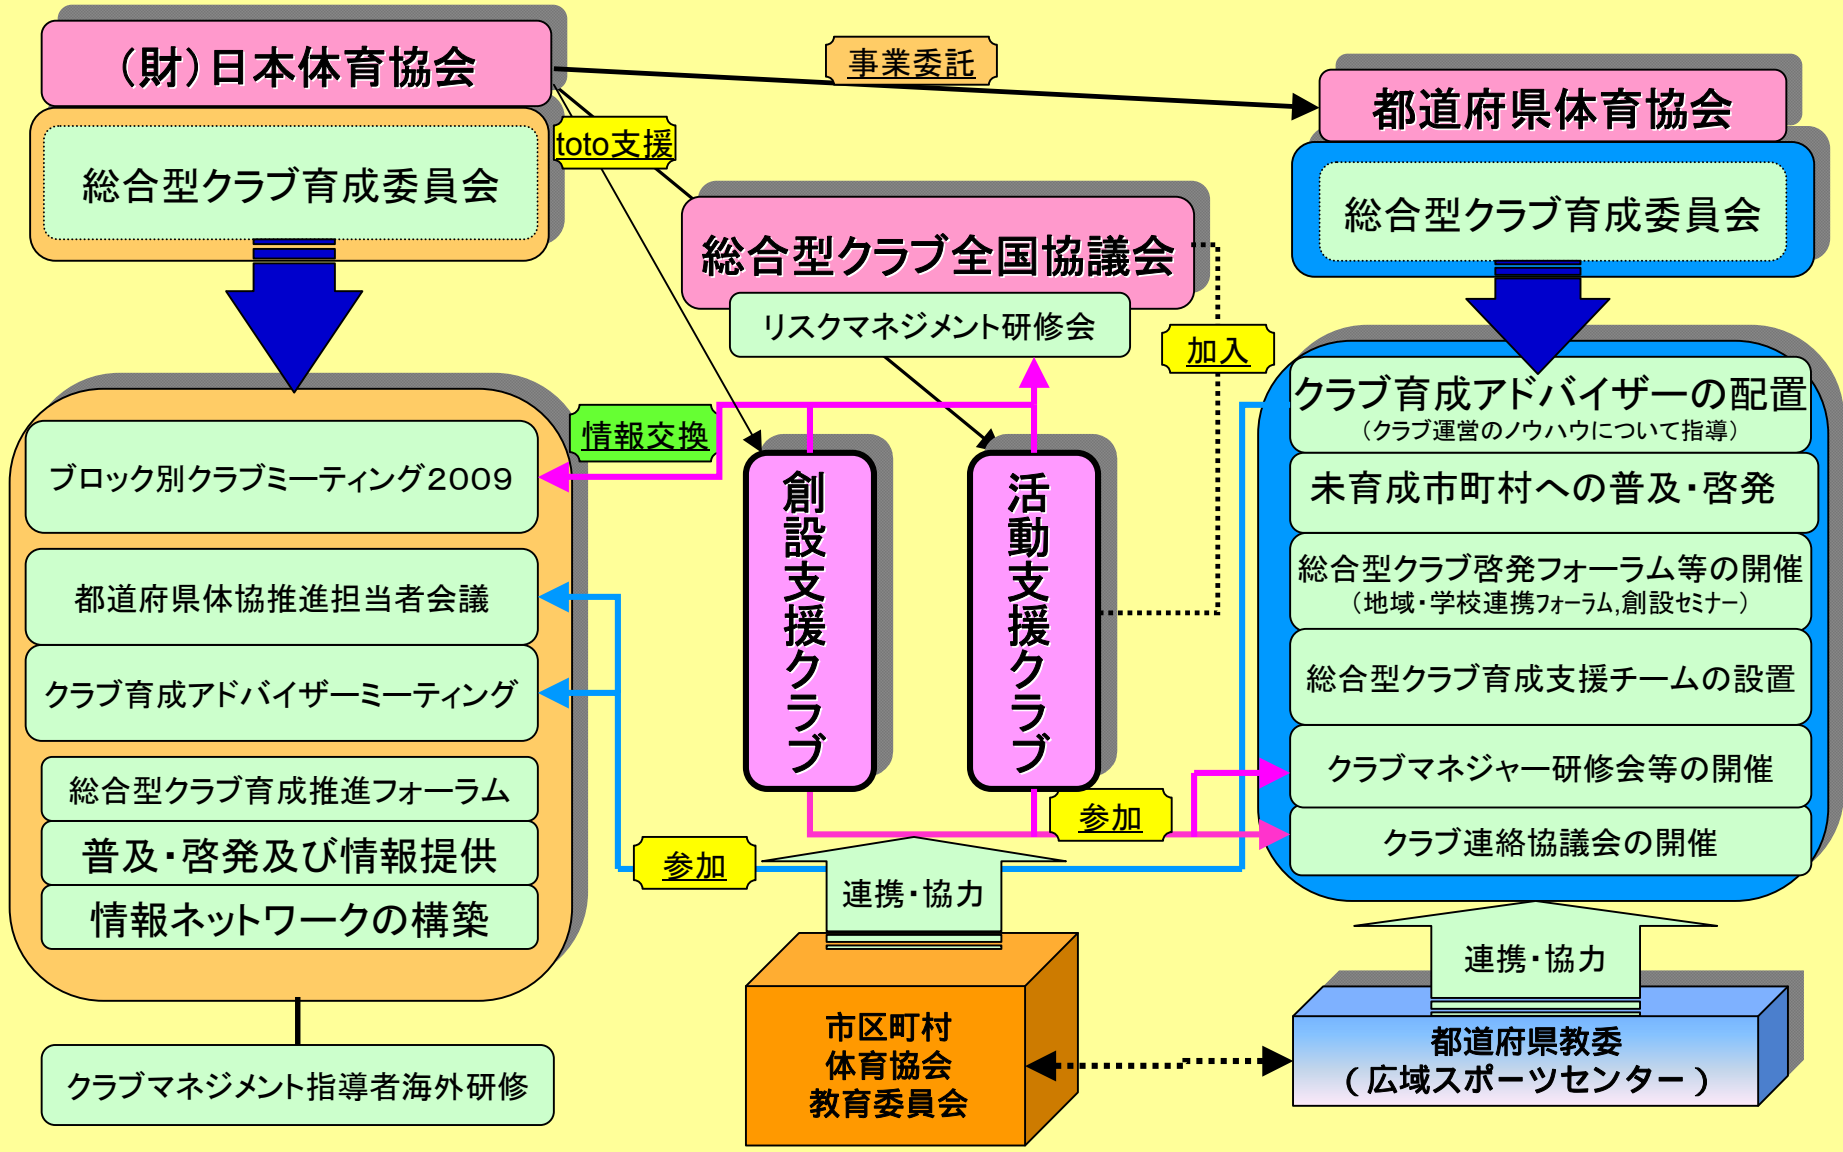 （財）日本体育協会
総合型クラブ育成委員会
事業委託
toto支援
都道府県体育協会
総合型クラブ育成委員会
総合型クラブ全国協議会
リスクマネジメント研修会
加入
情報交換
ブロック別クラブミーティング2009
都道府県体協推進担当者会議
クラブ育成アドバイザーミーティング
総合型クラブ育成推進フォーラム
普及・啓発及び情報提供
情報ネットワークの構築
クラブマネジメント指導者海外研修
創設支援クラブ
活動支援クラブ
参加
参加
連携・協力
市区町村
体育協会
教育委員会
クラブ育成アドバイザーの配置
（クラブ運営のノウハウについて指導）
未育成市町村への普及・啓発
総合型クラブ啓発フォーラム等の開催
（地域・学校連携フォーラム,創設セミナー）
総合型クラブ育成支援チームの設置
クラブマネジャー研修会等の開催
クラブ連絡協議会の開催
連携・協力
都道府県教委
（広域スポーツセンター）